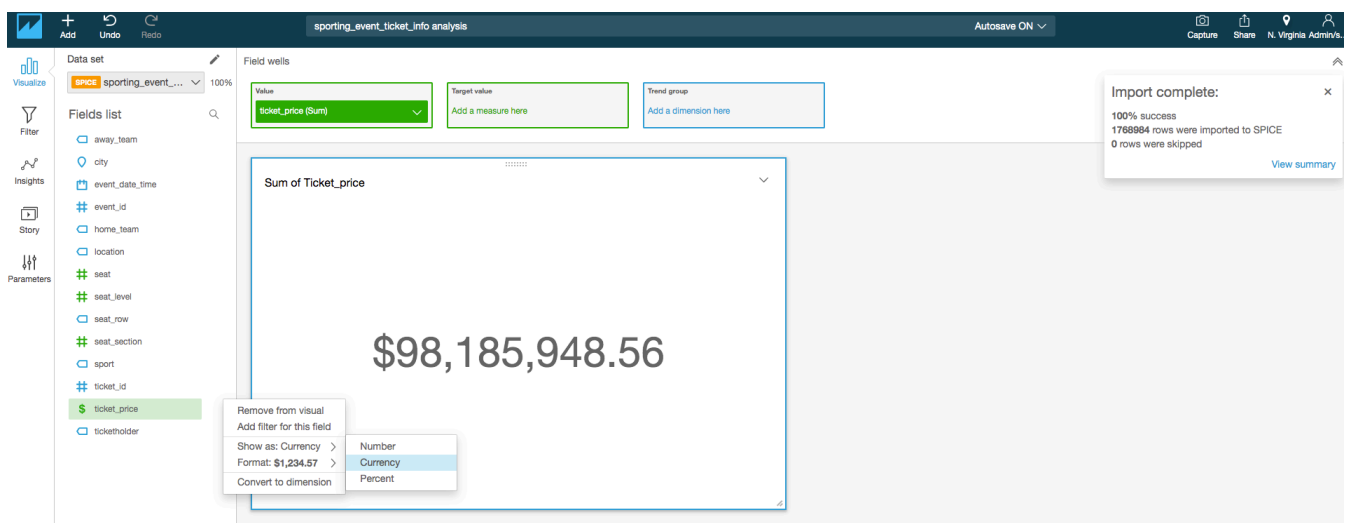 Add
Undo
Redo
sporting_event_ticket_info analysis
Autosave ON
Capture
Share
N. Virginia
Admin/s...
Visualize
Filter
Insights
Story
Parameters
Data set
SPICE sporting_event_... 100%
Fields list
away_team
city
event_date_time
event_id
home_team
location
seat
seat_level
seat_row
seat_section
sport
ticket_id
$ ticket_price
ticketholder
Field wells
Value
ticket_price (Sum)
Target value
Add a measure here
Trend group
Add a dimension here
Import complete:
100% success
1768984 rows were imported to SPICE
0 rows were skipped
View summary
Sum of Ticket_price
$98,185,948.56
Remove from visual
Add filter for this field
Show as: Currency
Format: $1,234.57
Convert to dimension
Number
Currency
Percent